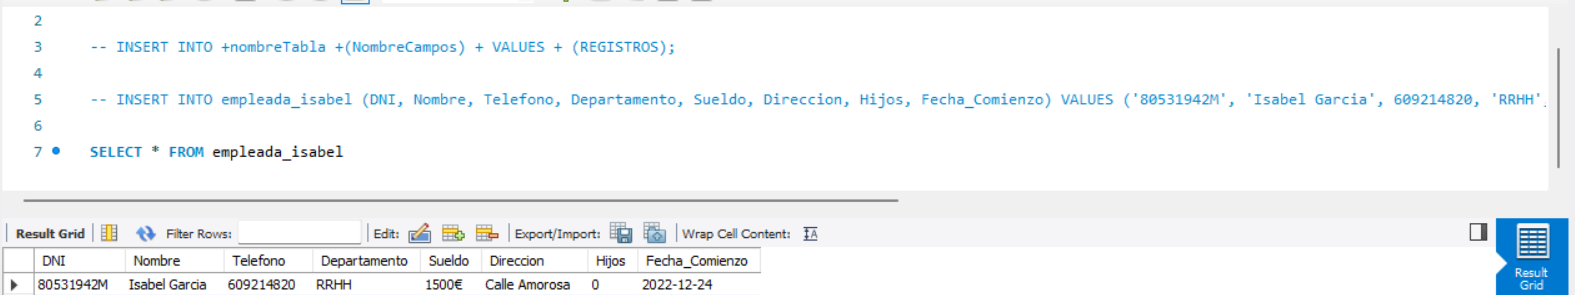 2
3 -- INSERT INTO +nombreTabla +(NombreCampos) + VALUES + (REGISTROS);
4
5 -- INSERT INTO empleada_isabel (DNI, Nombre, Telefono, Departamento, Sueldo, Direccion, Hijos, Fecha_Comienzo) VALUES ('80531942M', 'Isabel Garcia', 609214820, 'RRHH',
6
7 SELECT * FROM empleada_isabel
Result Grid Filter Rows: Edit: Export/Import: Wrap Cell Content: IA
DNI Nombre Telefono Departamento Sueldo Direccion Hijos Fecha_Comienzo
80531942M Isabel Garcia 609214820 RRHH 1500€ Calle Amorosa 0 2022-12-24
Result
Grid